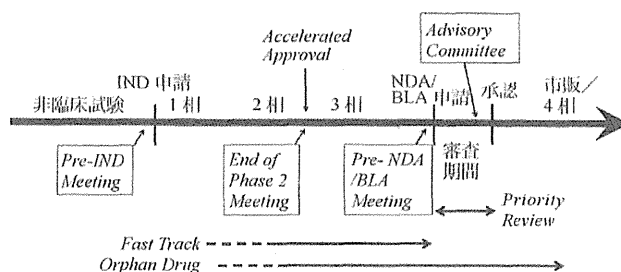 Accelerated
Approval
Advisory
Committee
IND 申請
NDA/
BLA 申請
承認
市販／
4相
非臨床試験
1相
2相
3相
Pre-IND
Meeting
End of
Phase 2
Meeting
Pre- NDA
/BLA
Meeting
審査
期間
Priority
Review
Fast Track
Orphan Drug